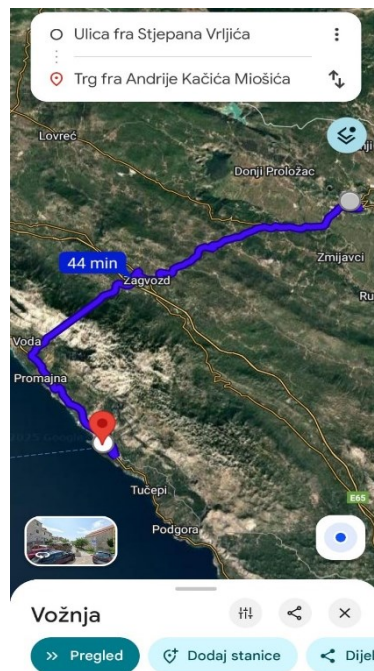 Ulica fra Stjepana Vrljića
Trg fra Andrije Kačića Miošića
Lovreć
Donji Proložac
Zmijavci
44 min
Zagvozd
Ru
Voda
Promajna
Tučepi
E65
Podgora
Vožnja
Pregled
Dodaj stanice
Dijel